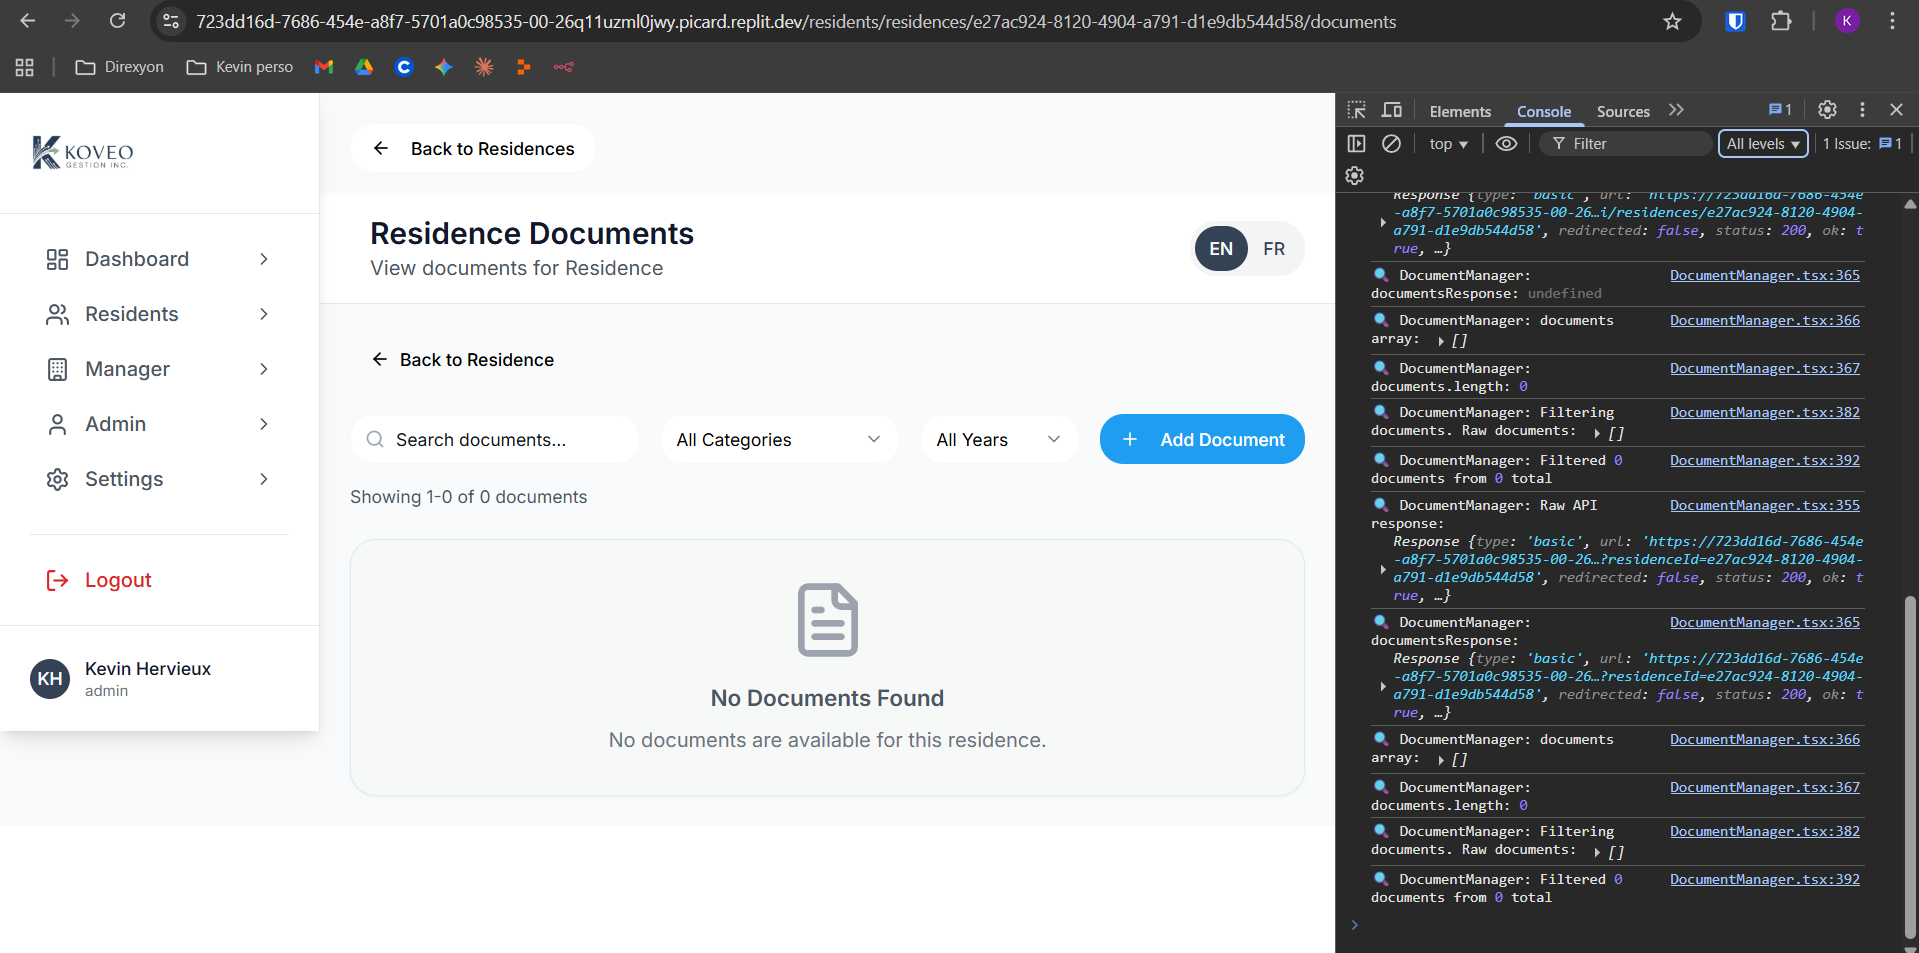 723dd16d-7686-454e-a8f7-5701a0c98535-00-26q11uzml0jwy.picard.replit.dev/residents/residences/e27ac924-8120-4904-a791-d1e9db544d58/documents
K
Direxyon
Kevin perso
KOVEO
GESTION INC.
Dashboard
Residents
Manager
Admin
Settings
Logout
KH
Kevin Hervieux
admin
Back to Residences
Residence Documents
View documents for Residence
EN FR
Back to Residence
Search documents...
All Categories
All Years
Add Document
Showing 1-0 of 0 documents
No Documents Found
No documents are available for this residence.
Elements Console Sources 1
top Filter All levels 1 Issue: 1
Response {type: 'basic', url: 'https://723dd16d-7686-454e
-a8f7-5701a0c98535-00-26…i/residences/e27ac924-8120-4904-
a791-d1e9db544d58', redirected: false, status: 200, ok: t
rue, …}
DocumentManager: DocumentManager.tsx:365
documentsResponse: undefined
DocumentManager: documents DocumentManager.tsx:366
array: []
DocumentManager: DocumentManager.tsx:367
documents.length: 0
DocumentManager: Filtering DocumentManager.tsx:382
documents. Raw documents: []
DocumentManager: Filtered 0 DocumentManager.tsx:392
documents from 0 total
DocumentManager: Raw API DocumentManager.tsx:355
response:
Response {type: 'basic', url: 'https://723dd16d-7686-454e
-a8f7-5701a0c98535-00-26…?residenceId=e27ac924-8120-4904-
a791-d1e9db544d58', redirected: false, status: 200, ok: t
rue, …}
DocumentManager: DocumentManager.tsx:365
documentsResponse:
Response {type: 'basic', url: 'https://723dd16d-7686-454e
-a8f7-5701a0c98535-00-26…?residenceId=e27ac924-8120-4904-
a791-d1e9db544d58', redirected: false, status: 200, ok: t
rue, …}
DocumentManager: documents DocumentManager.tsx:366
array: []
DocumentManager: DocumentManager.tsx:367
documents.length: 0
DocumentManager: Filtering DocumentManager.tsx:382
documents. Raw documents: []
DocumentManager: Filtered 0 DocumentManager.tsx:392
documents from 0 total